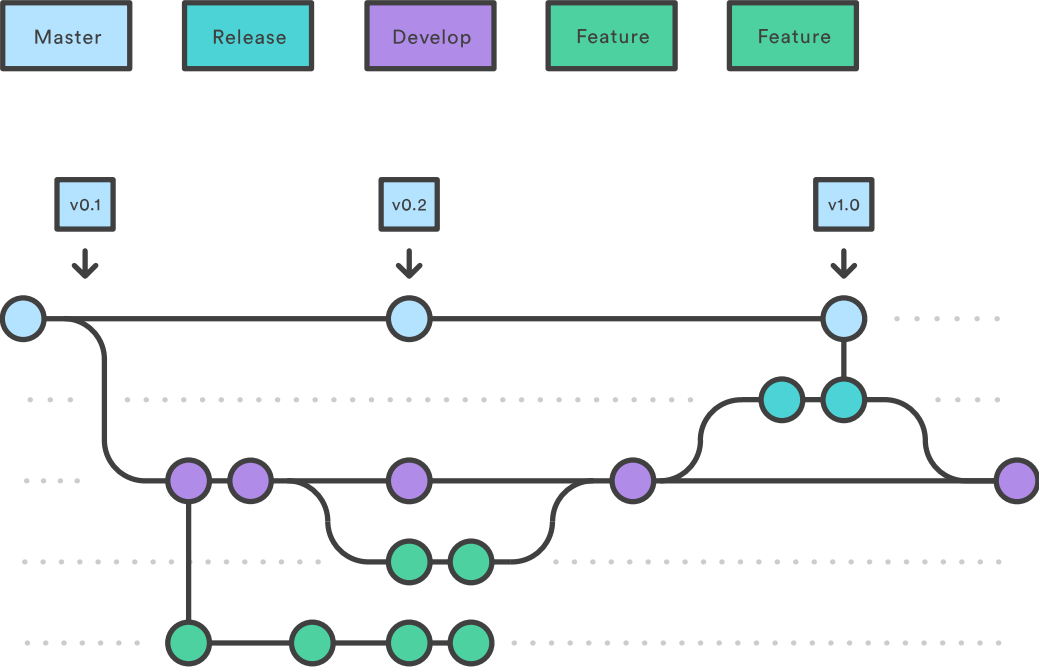 Master
Release
Develop
Feature
Feature
v0.1
v0.2
v1.0